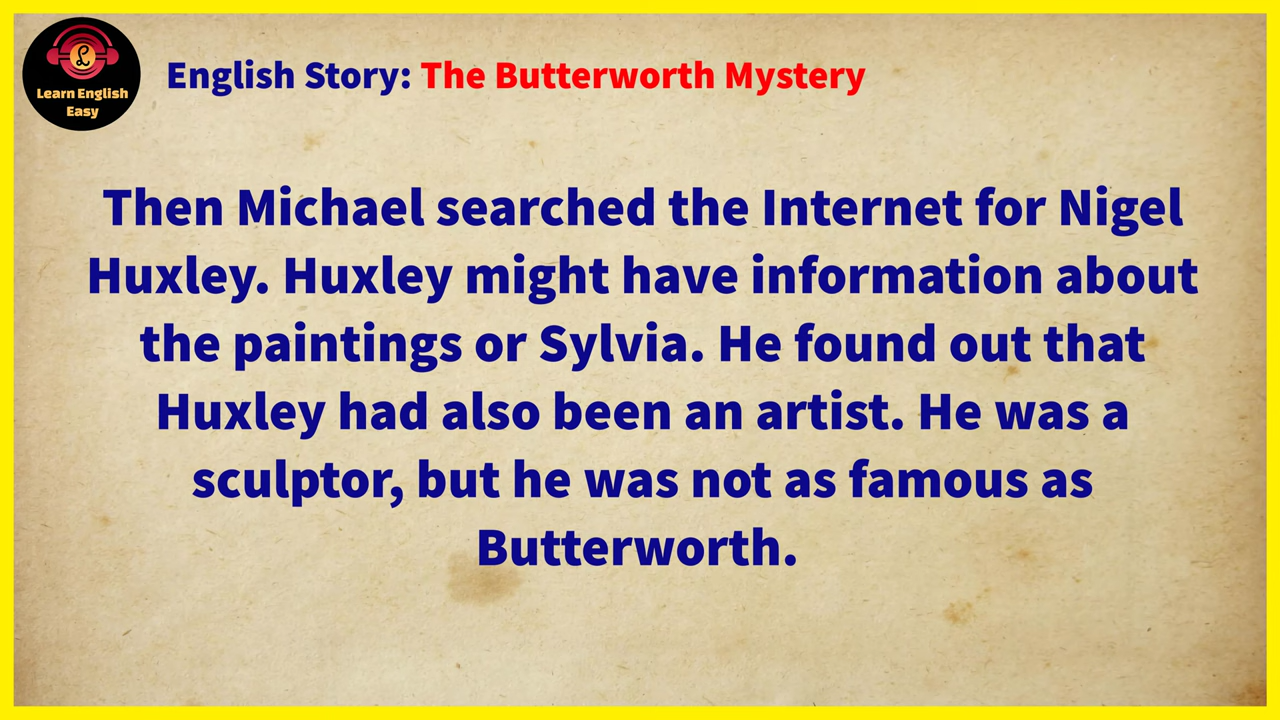 Learn English
Easy
English Story: The Butterworth Mystery
Then Michael searched the Internet for Nigel
Huxley. Huxley might have information about
the paintings or Sylvia. He found out that
Huxley had also been an artist. He was a
sculptor, but he was not as famous as
Butterworth.